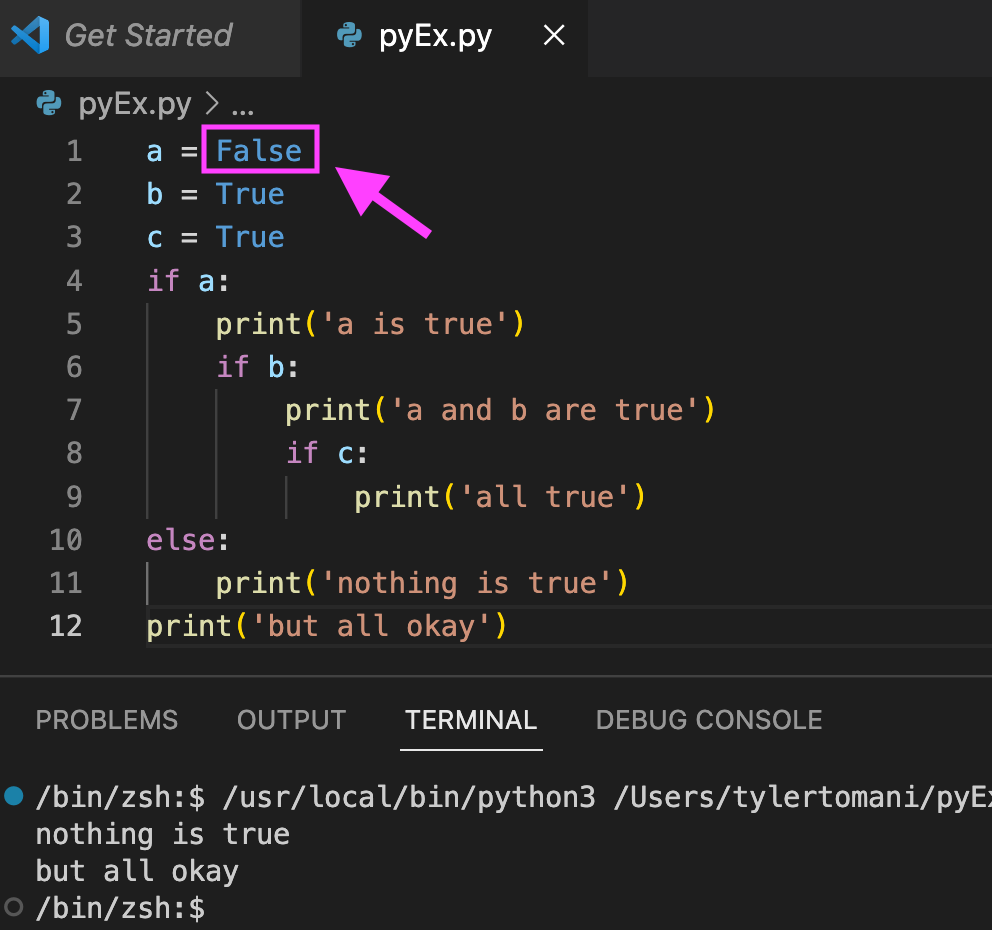 Get Started pyEx.py
pyEx.py > ...
1 a = False
2 b = True
3 c = True
4 if a:
5     print('a is true')
6     if b:
7         print('a and b are true')
8         if c:
9             print('all true')
10 else:
11     print('nothing is true')
12 print('but all okay')
PROBLEMS OUTPUT TERMINAL DEBUG CONSOLE
/bin/zsh:$ /usr/local/bin/python3 /Users/tylertomani/pyEx
nothing is true
but all okay
/bin/zsh:$